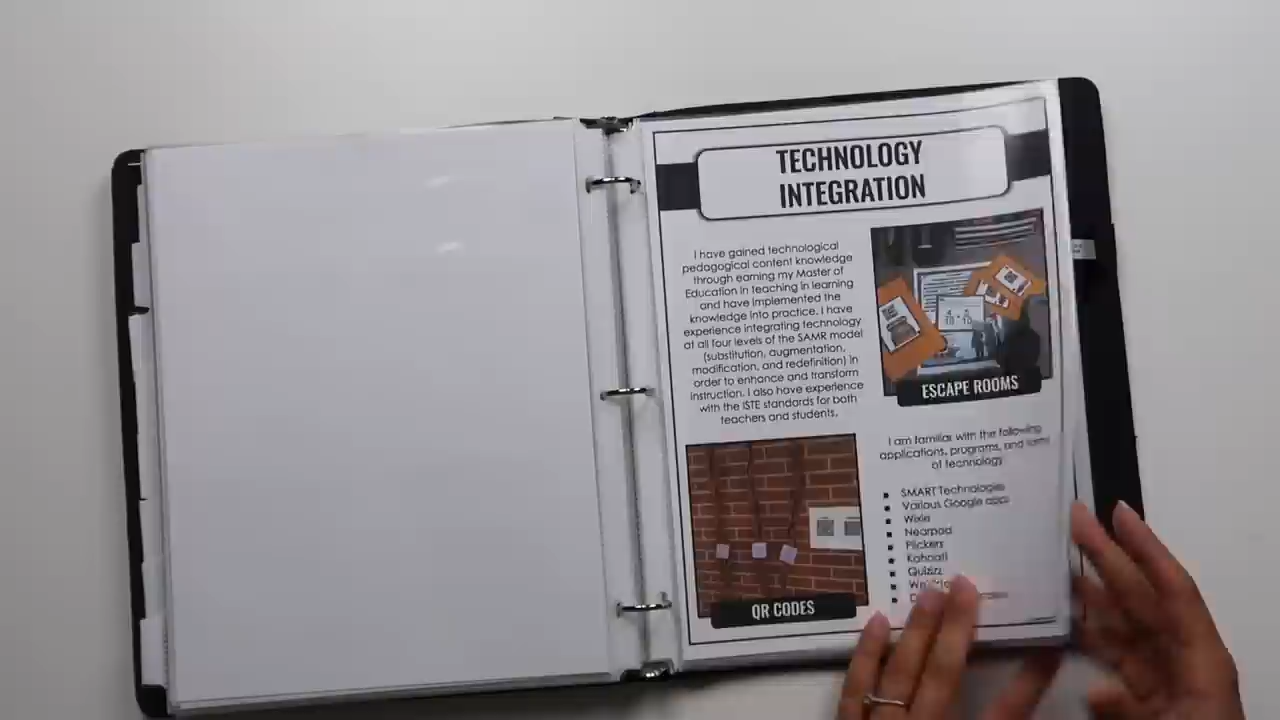 TECHNOLOGY
INTEGRATION
I have gained technological
pedagogical content knowledge
through earning my Master of
Education in teaching in learning
and have implemented the
knowledge into practice. I have
experience integrating technology
at all four levels of the SAMR model
(substitution, augmentation,
modification, and redefinition) in
order to enhance and transform
instruction. I also have experience
with the ISTE standards for both
teachers and students.
ESCAPE ROOMS
I am familiar with the following
applications, programs, and forms
of technology
SMART Technologies
Various Google apps
Wixie
Nearpod
Plickers
Kahoot!
Quizizz
QR CODES